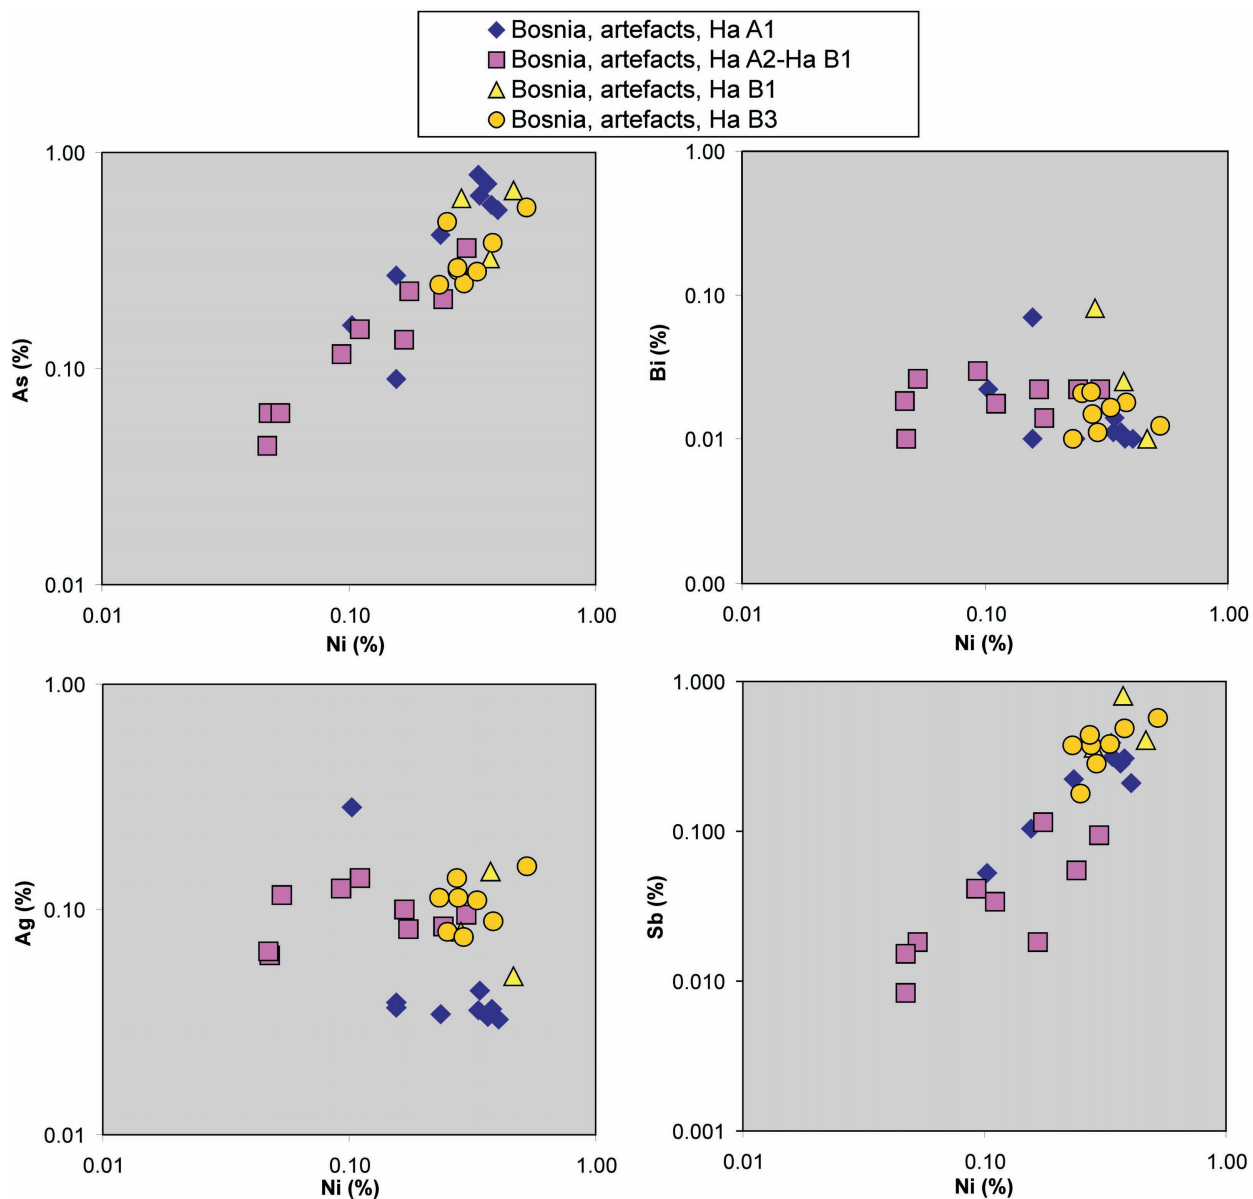 Bosnia, artefacts, Ha A1
Bosnia, artefacts, Ha A2-Ha B1
Bosnia, artefacts, Ha B1
Bosnia, artefacts, Ha B3
1.00
0.10
0.01
As (%)
0.01 0.10 1.00
Ni (%)
1.00
0.10
0.01
0.00
Bi (%)
0.01 0.10 1.00
Ni (%)
1.00
0.10
0.01
Ag (%)
0.01 0.10 1.00
Ni (%)
1.000
0.100
0.010
0.001
Sb (%)
0.01 0.10 1.00
Ni (%)